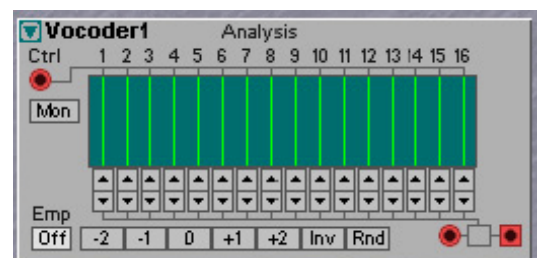 Vocoder1 Analysis
Ctrl 1 2 3 4 5 6 7 8 9 10 11 12 13 14 15 16
Mon
Emp
Off -2 -1 0 +1 +2 Inv Rnd